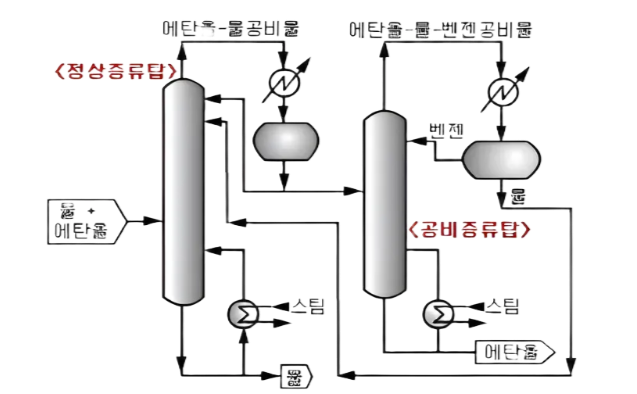 에탄올-물공비물
에탄올-물-벤젠공비물
<정상증류탑>
벤젠
물
물 +
에탄올
<공비증류탑>
스팀
스팀
에탄올
물